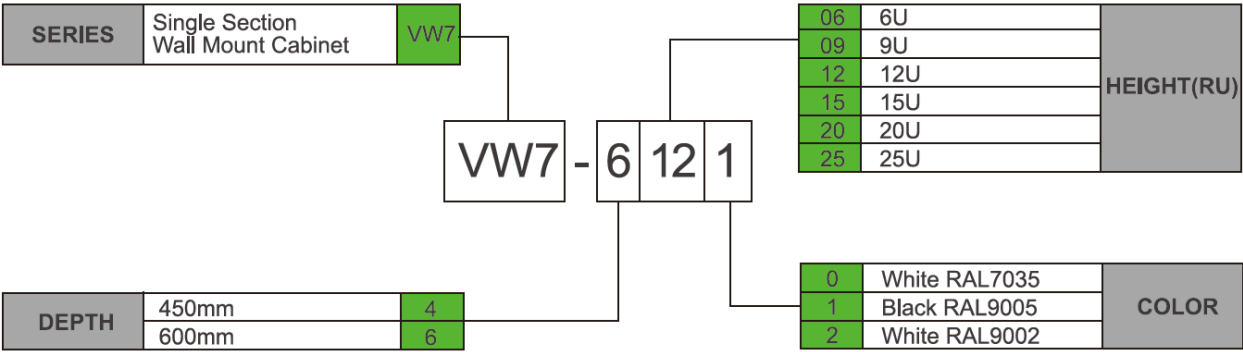 SERIES
Single Section
Wall Mount Cabinet
VW7
06 6U
09 9U
12 12U
15 15U
20 20U
25 25U
HEIGHT(RU)
VW7 - 6 12 1
DEPTH
450mm 4
600mm 6
0 White RAL7035
1 Black RAL9005
2 White RAL9002
COLOR